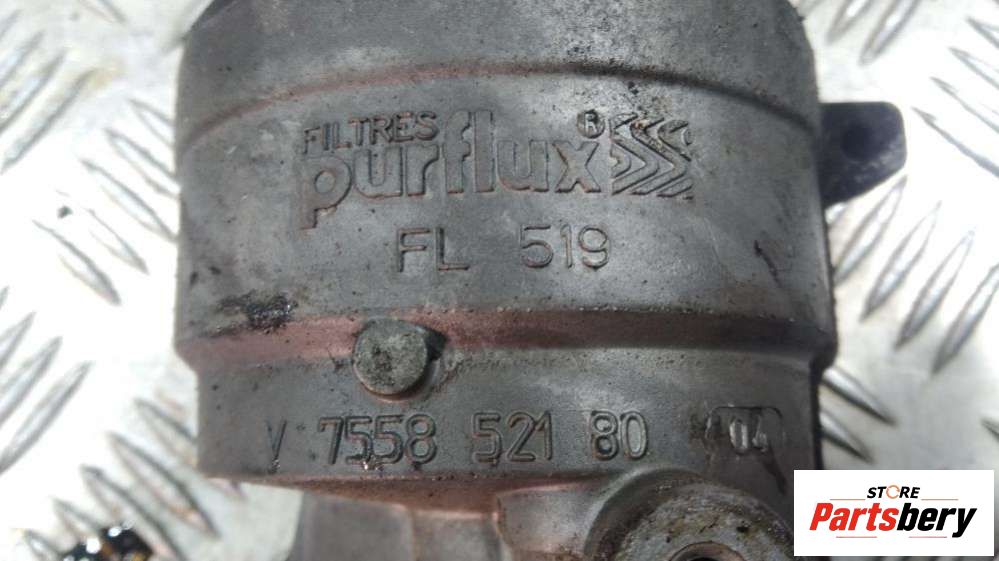 FILTRES
purflux®
FL 519
V 7558 521 80 04
STORE
Partsbery